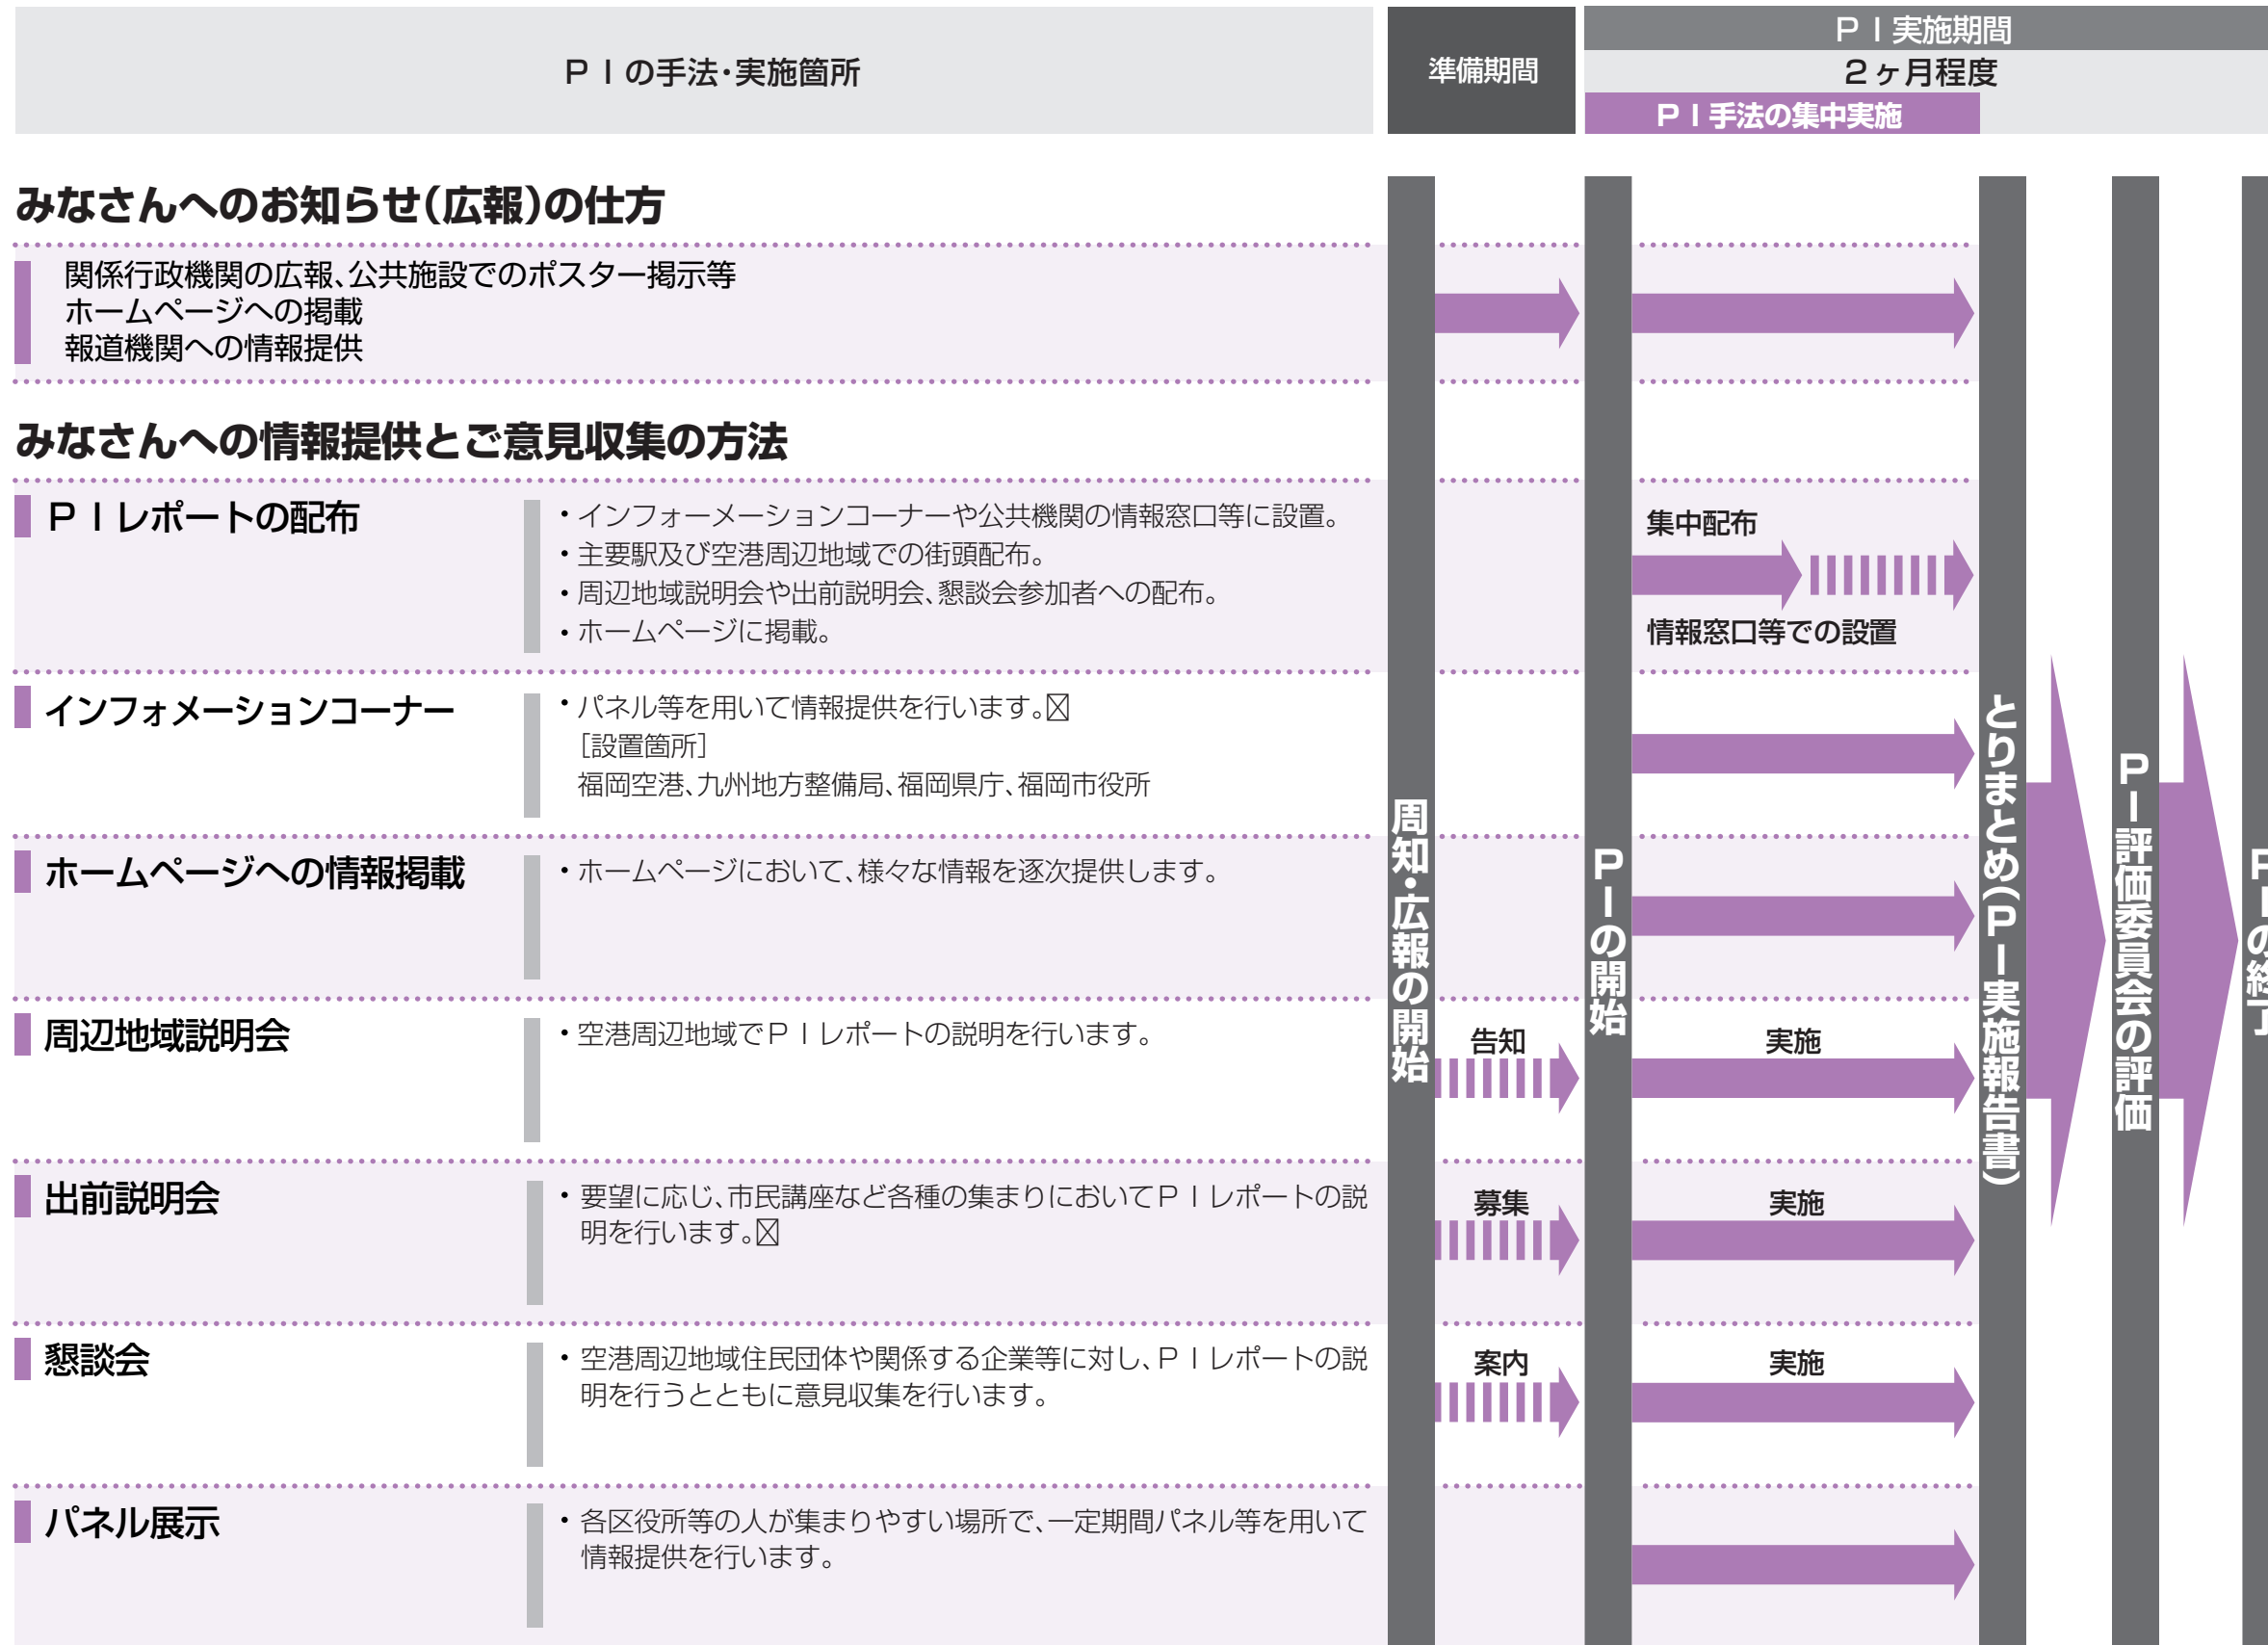 ＰＩの手法・実施箇所
準備期間
ＰＩ実施期間
２ヶ月程度
ＰＩ手法の集中実施
みなさんへのお知らせ（広報）の仕方
関係行政機関の広報、公共施設でのポスター掲示等
ホームページへの掲載
報道機関への情報提供
みなさんへの情報提供とご意見収集の方法
ＰＩレポートの配布
・インフォーメーションコーナーや公共機関の情報窓口等に設置。
・主要駅及び空港周辺地域での街頭配布。
・周辺地域説明会や出前説明会、懇談会参加者への配布。
・ホームページに掲載。
集中配布
情報窓口等での設置
インフォメーションコーナー
・パネル等を用いて情報提供を行います。
［設置箇所］
福岡空港、九州地方整備局、福岡県庁、福岡市役所
ホームページへの情報掲載
・ホームページにおいて、様々な情報を逐次提供します。
周辺地域説明会
・空港周辺地域でＰＩレポートの説明を行います。
告知
実施
出前説明会
・要望に応じ、市民講座など各種の集まりにおいてＰＩレポートの説
明を行います。
募集
実施
懇談会
・空港周辺地域住民団体や関係する企業等に対し、ＰＩレポートの説
明を行うとともに意見収集を行います。
案内
実施
パネル展示
・各区役所等の人が集まりやすい場所で、一定期間パネル等を用いて
情報提供を行います。
周知・広報の開始
ＰＩの開始
とりまとめ（ＰＩ実施報告書）
ＰＩ評価委員会の評価
ＰＩの終了